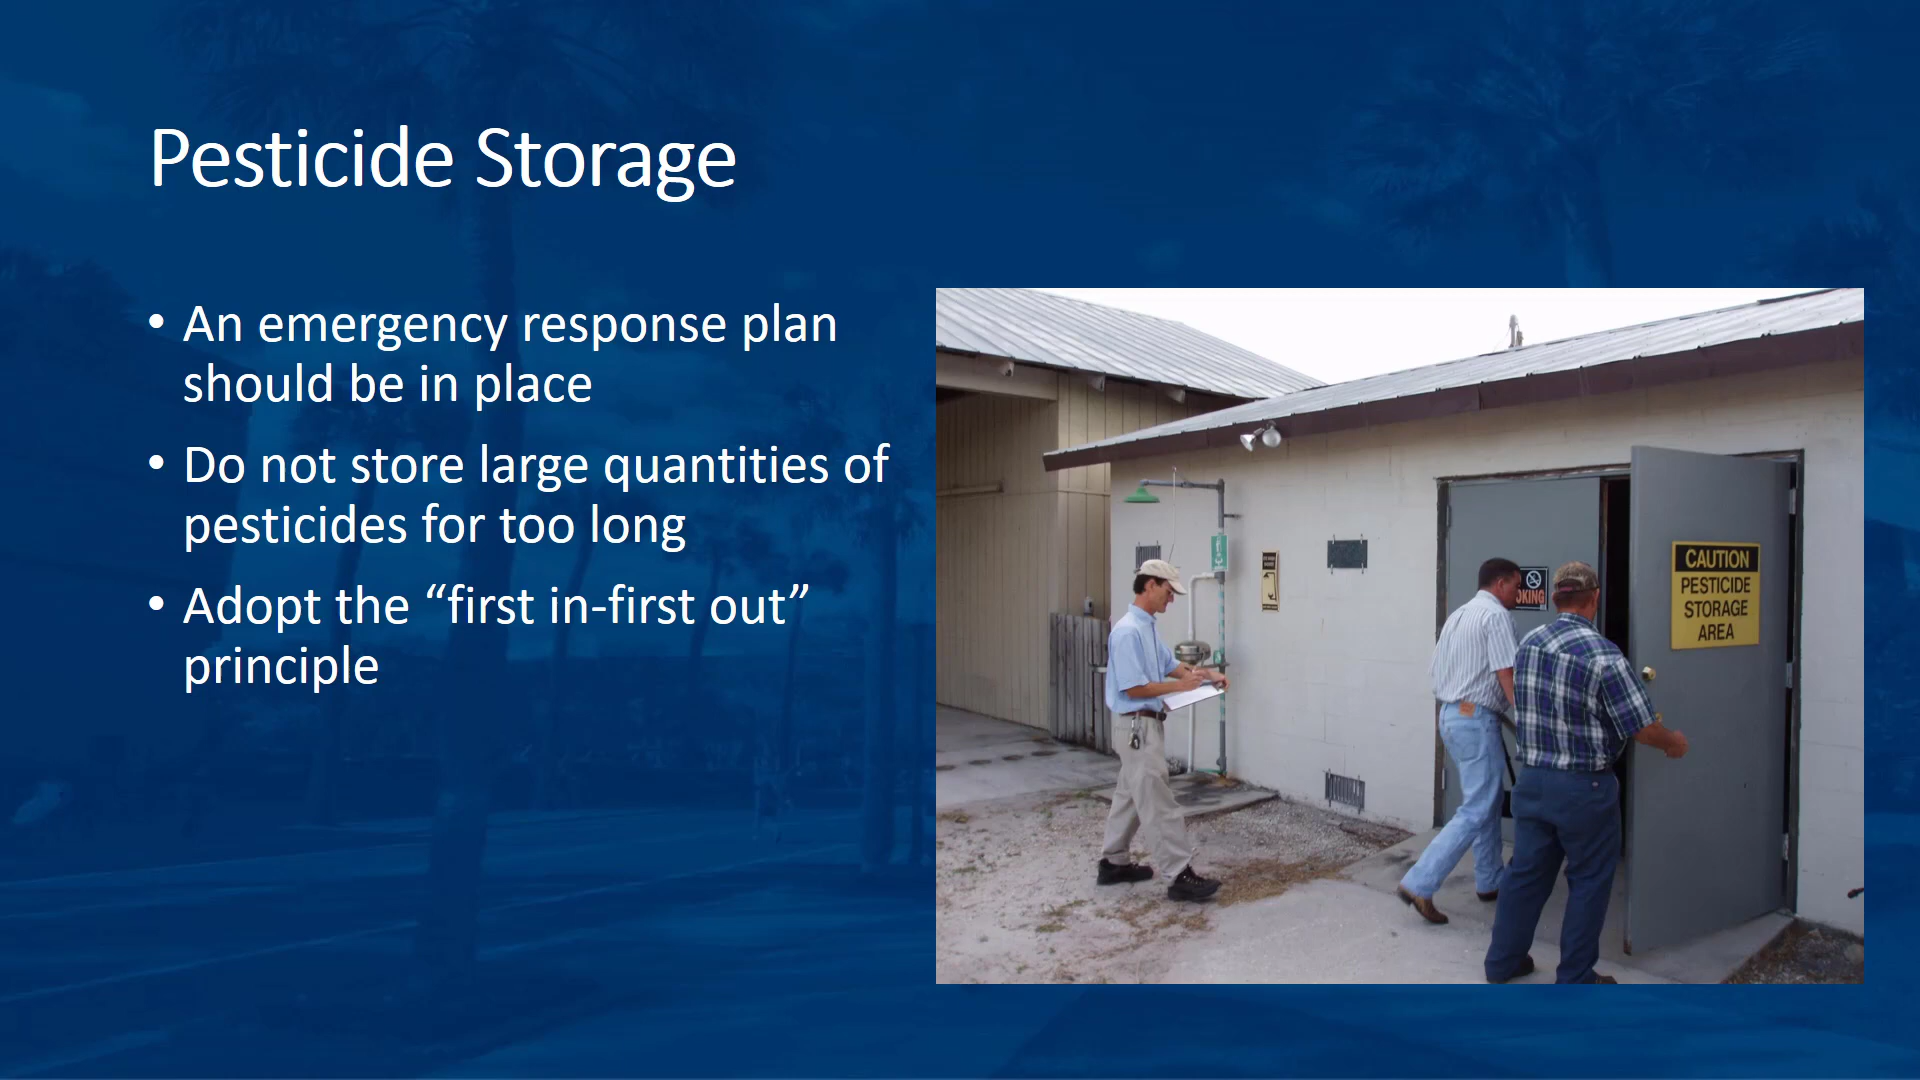 Pesticide Storage
• An emergency response plan
should be in place
• Do not store large quantities of
pesticides for too long
• Adopt the “first in-first out”
principle
CAUTION
PESTICIDE
STORAGE
AREA